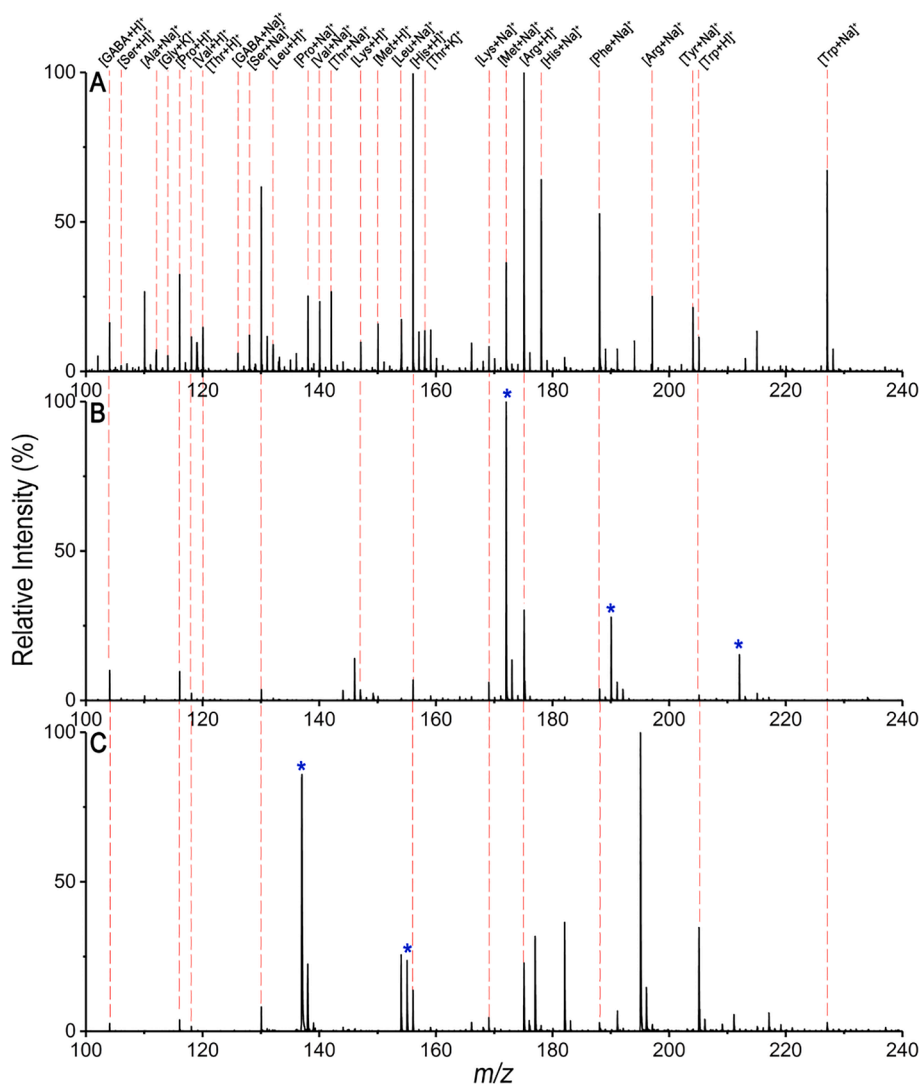 [GABA+H]⁺
[Ser+H]⁺
[Ala+Na]⁺
[Gly+K]⁺
[Pro+H]⁺
[Val+H]⁺
[Thr+H]⁺
[GABA+Na]⁺
[Ser+Na]⁺
[Leu+H]⁺
[Pro+Na]⁺
[Val+Na]⁺
[Thr+Na]⁺
[Lys+H]⁺
[Met+H]⁺
[Leu+Na]⁺
[His+H]⁺
[Thr+K]⁺
[Lys+Na]⁺
[Met+Na]⁺
[Arg+H]⁺
[His+Na]⁺
[Phe+Na]⁺
[Arg+Na]⁺
[Tyr+Na]⁺
[Trp+H]⁺
[Trp+Na]⁺
100
A
50
0
100 120 140 160 180 200 220 240
100
B
*
50
*
*
0
100 120 140 160 180 200 220 240
100
C
*
50
*
0
100 120 140 160 180 200 220 240
Relative Intensity (%)
m/z